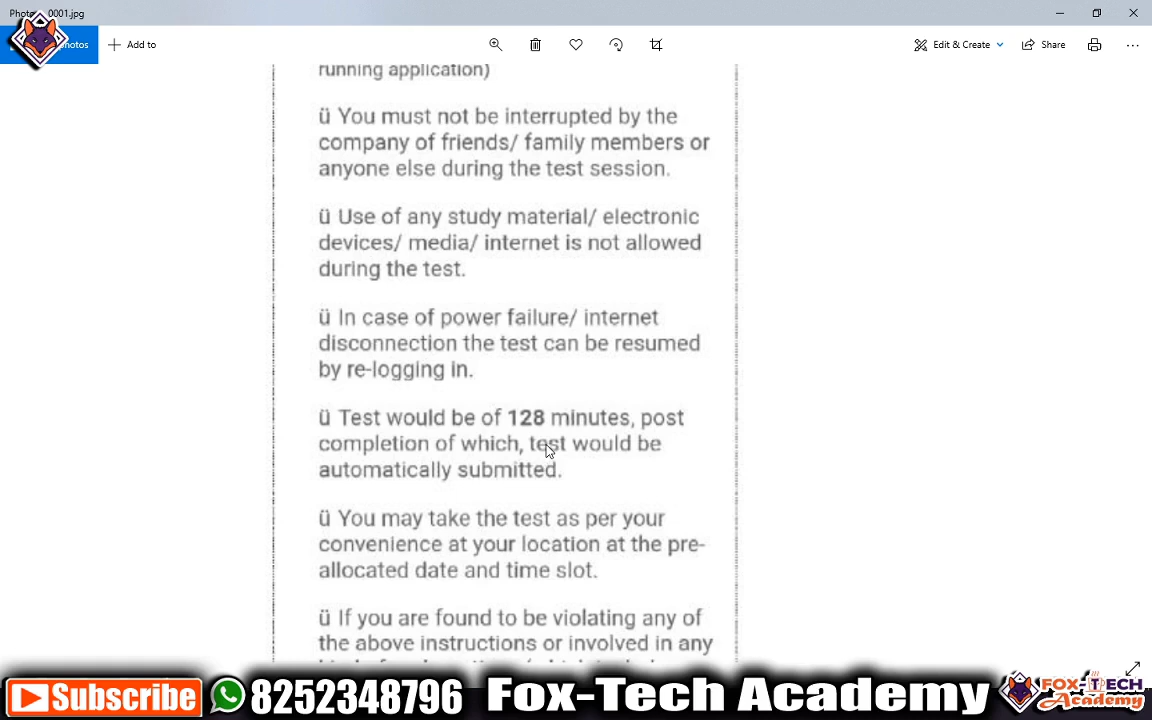 Photo 0001.jpg
hotos
Add to
Edit & Create
Share
running application)
ü You must not be interrupted by the
company of friends/ family members or
anyone else during the test session.
ü Use of any study material/ electronic
devices/ media/ internet is not allowed
during the test.
ü In case of power failure/ internet
disconnection the test can be resumed
by re-logging in.
ü Test would be of 128 minutes, post
completion of which, test would be
automatically submitted.
ü You may take the test as per your
convenience at your location at the pre-
allocated date and time slot.
ü If you are found to be violating any of
the above instructions or involved in any
Subscribe 8252348796 Fox-Tech Academy
FOX-TECH
Academy